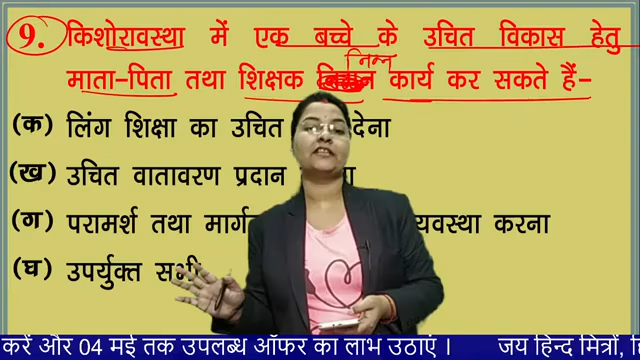 9. किशोरावस्था में एक बच्चे के उचित विकास हेतु
निम्न
माता-पिता तथा शिक्षक कार्य कर सकते हैं-
(क) लिंग शिक्षा का उचित देना
(ख) उचित वातावरण प्रदान
(ग) परामर्श तथा करना
(घ) उपर्युक्त सभी
करें और 04 मई तक उपलब्ध ऑफर का लाभ उठाएं । जय हिन्द मित्रों,